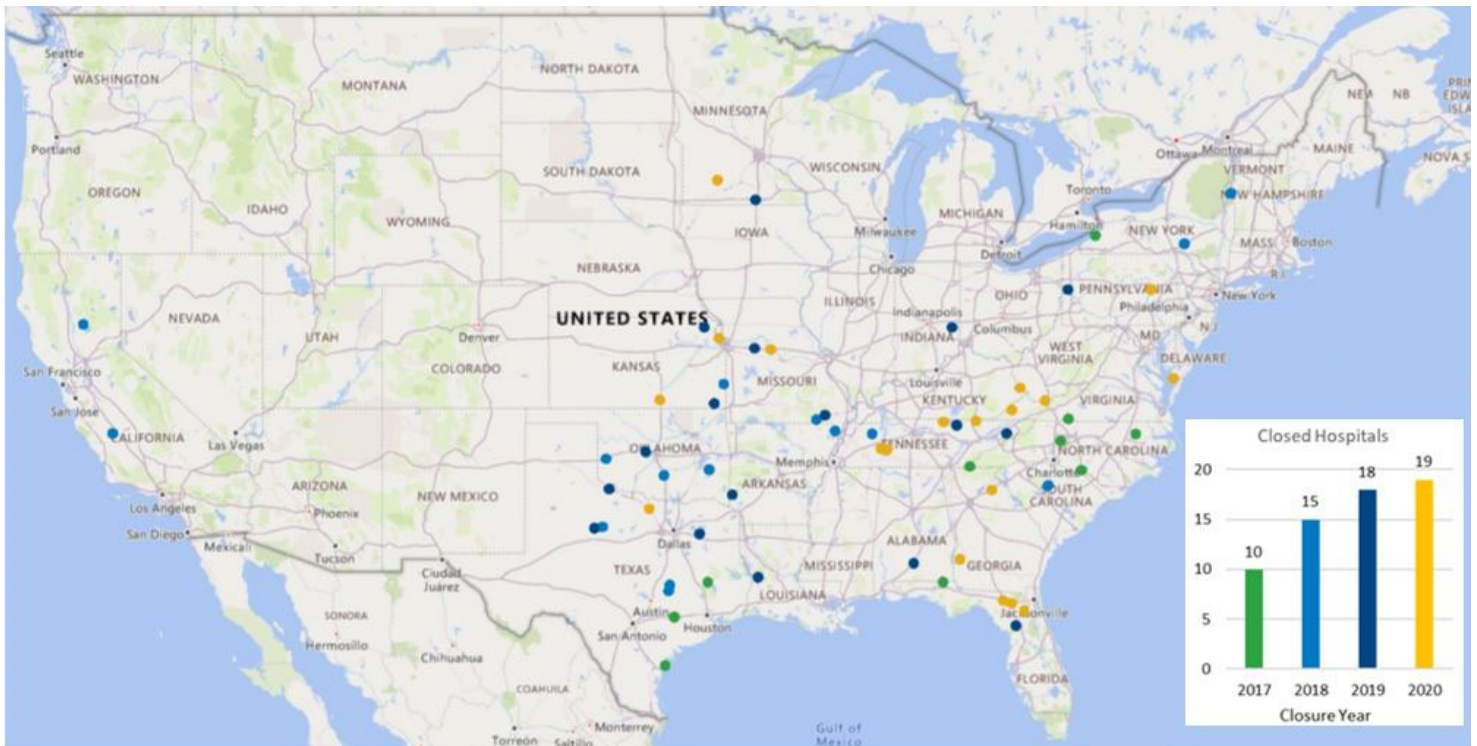 Seattle
WASHINGTON
MONTANA
NORTH DAKOTA
MINNESOTA
Portland
OREGON
IDAHO
WYOMING
SOUTH DAKOTA
WISCONSIN
MICHIGAN
Ottawa
Montreal
VERMONT
MAINE
NB
NOVA S
Toronto
Hamilton
NEW YORK
NEW HAMPSHIRE
MASS
Boston
R I
Milwaukee
Chicago
Detroit
IOWA
NEBRASKA
ILLINOIS
INDIANA
Indianapolis
OHIO
Columbus
PENNSYLVANIA
Philadelphia
New York
N J
MD
DELAWARE
WEST
VIRGINIA
VIRGINIA
NEVADA
UTAH
Denver
COLORADO
UNITED STATES
KANSAS
MISSOURI
Louisville
KENTUCKY
San Francisco
San Jose
CALIFORNIA
Las Vegas
Los Angeles
San Diego
Mexicali
ARIZONA
Phoenix
Tucson
NEW MEXICO
Ciudad
Juárez
OKLAHOMA
ARKANSAS
Memphis
TENNESSEE
NORTH CAROLINA
Charlotte
SOUTH
CAROLINA
Dallas
TEXAS
Austin
San Antonio
Houston
LOUISIANA
MISSISSIPPI
ALABAMA
GEORGIA
Jacksonville
FLORIDA
SONORA
Hermosillo
Chihuahua
COAHUILA
Monterrey
Torreón
Saltillo
Gulf of
Mexico
Closed Hospitals
20
15
10
5
0
10
15
18
19
2017
2018
2019
2020
Closure Year